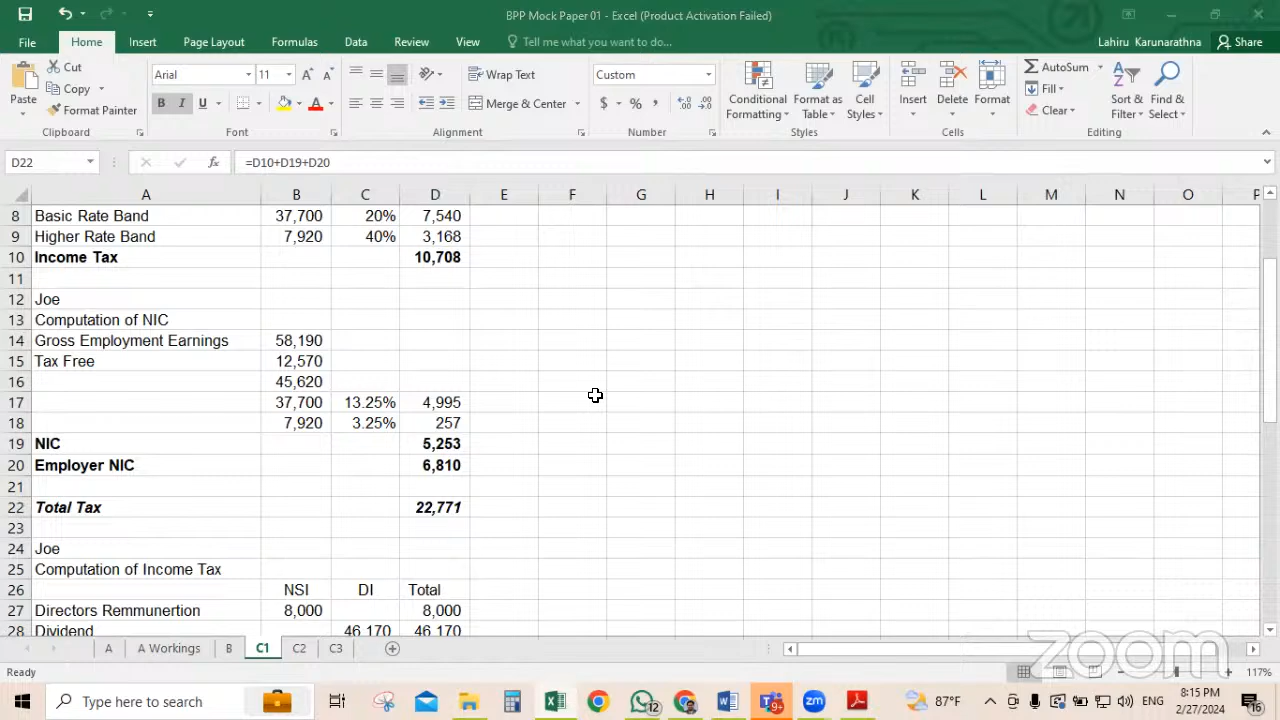 BPP Mock Paper 01 - Excel (Product Activation Failed)
File Home Insert Page Layout Formulas Data Review View Tell me what you want to do... Lahiru Karunarathna Share
Cut
Copy
Format Painter
Paste
Clipboard
Arial 11
B I U
Font
Wrap Text
Merge & Center
Alignment
Custom
$ % ,
Number
Conditional Formatting
Format as Table
Cell Styles
Styles
Insert Delete Format
Cells
AutoSum
Fill
Clear
Sort & Filter
Find & Select
Editing
D22 fx =D10+D19+D20
A B C D E F G H I J K L M N O P
8 Basic Rate Band 37,700 20% 7,540
9 Higher Rate Band 7,920 40% 3,168
10 Income Tax 10,708
11
12 Joe
13 Computation of NIC
14 Gross Employment Earnings 58,190
15 Tax Free 12,570
16 45,620
17 37,700 13.25% 4,995
18 7,920 3.25% 257
19 NIC 5,253
20 Employer NIC 6,810
21
22 Total Tax 22,771
23
24 Joe
25 Computation of Income Tax
26 NSI DI Total
27 Directors Remmunertion 8,000 8,000
28 Dividend 46,170 46,170
A A Workings B C1 C2 C3
zoom
Ready 117%
Type here to search
12
9+
87°F
ENG
8:15 PM
2/27/2024
16